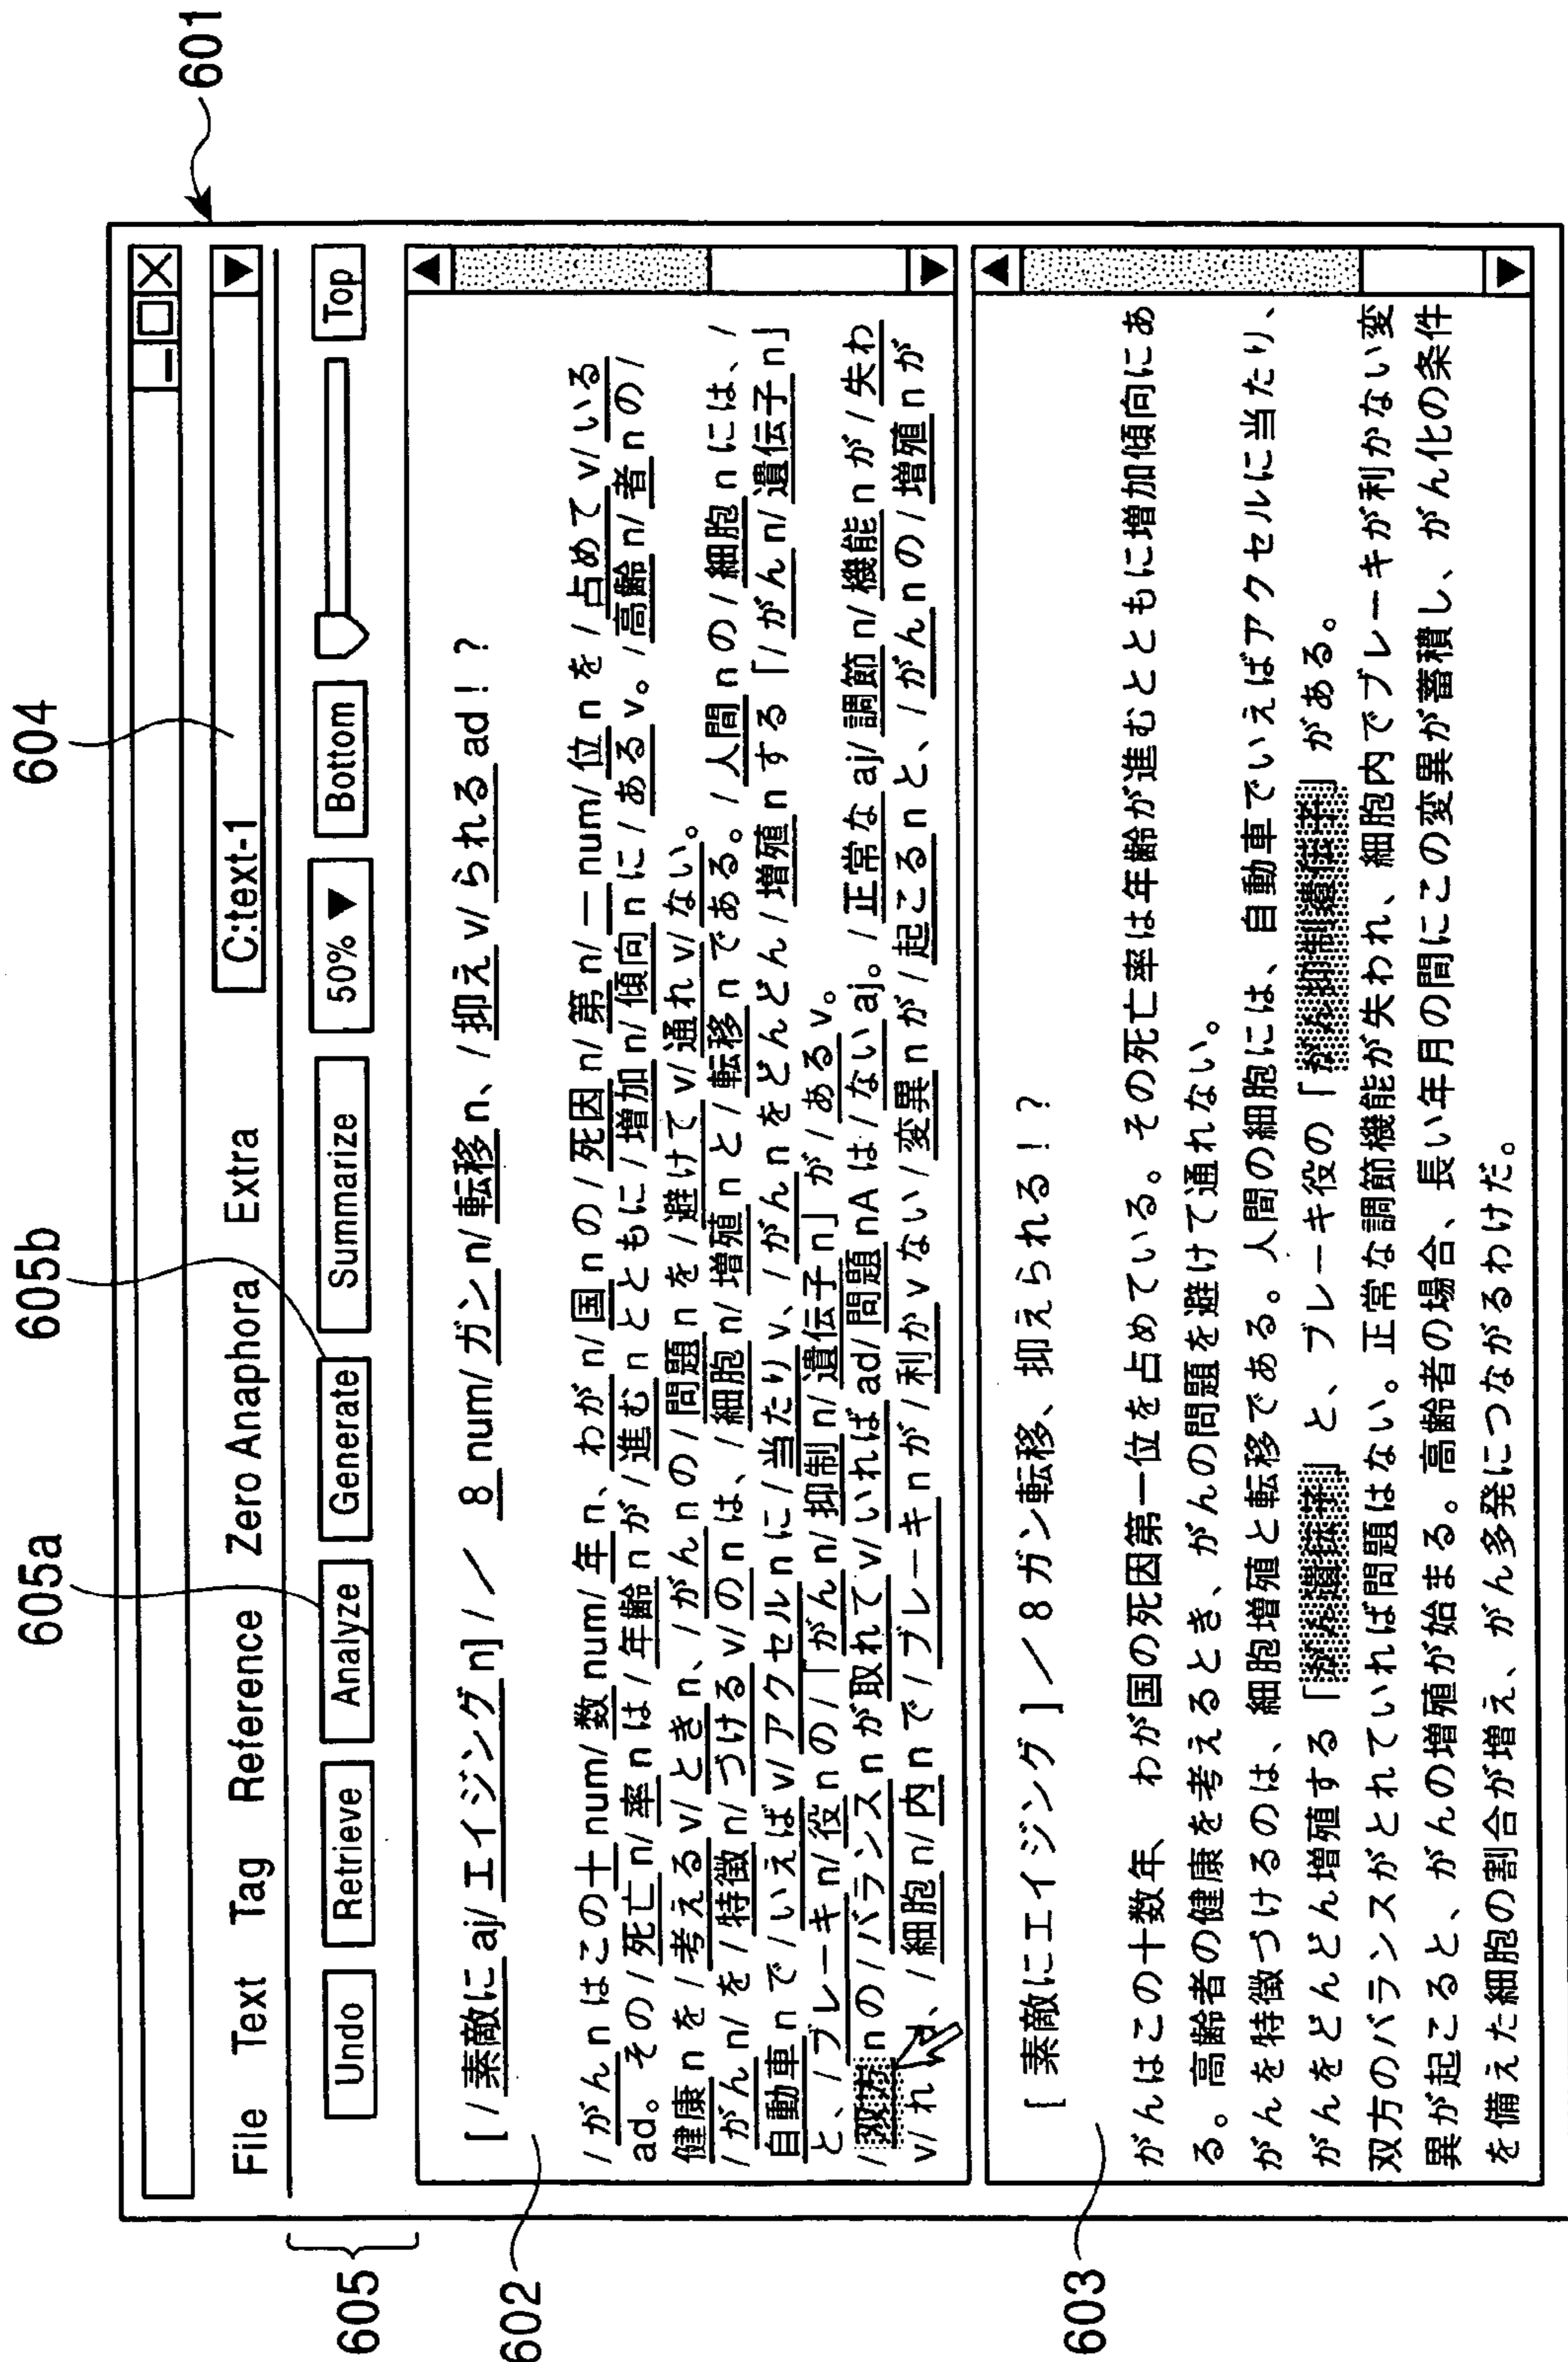 601
604
605b
605a
605
602
603
C:text-1
File Text Tag Reference Zero Anaphora Extra
Undo Retrieve Analyze Generate Summarize 50% ▼ Bottom Top
[ /素敵に aj/エイジング n] / ／ 8 num/ガン n/転移 n、/抑え v/られる ad！？
/がん n はこの十 num/数 num/年 n、わが n/国 n の /死因 n/第 n/一 num/位 n を /占めて v/いる
ad。その /死亡 n/率 n は /年齢 n が /進む n とともに /増加 n/傾向 n に /ある v。/高齢 n/者 n の /
健康 n を /考える v/とき n、/がん n の /問題 n を /避けて v/通れ v/ない。
/がん n/ を /特徴 n/づける v/の n は、/細胞 n/増殖 n と /転移 n である。/人間 n の /細胞 n には、/
自動車 n で /いえば v/アクセル n に /当たり v、/がん n をどんどん /増殖 n する「/がん n/遺伝子 n」
と、/ブレーキ n/役 n の /「がん n/抑制 n/遺伝子 n」が /ある v。
/双方 n の /バランス n が取れて v/いれば ad/問題 nA は /ない aj。/正常な aj/調節 n/機能 n が /失わ
v/れ 、/細胞 n/内 n で /ブレーキ n が /利か v ない /変異 n が /起こる n と、/がん n の /増殖 n が
[ 素敵にエイジング ] ／ 8 ガン転移、抑えられる！？
がんはこの十数年、 わが国の死因第一位を占めている。その死亡率は年齢が進むとともに増加傾向にあ
る。高齢者の健康を考えるとき、がんの問題を避けて通れない。
がんを特徴づけるのは、細胞増殖と転移である。人間の細胞には、自動車でいえばアクセルに当たり、
がんをどんどん増殖する「がん遺伝子」と、ブレーキ役の「がん抑制遺伝子」がある。
双方のバランスがとれていれば問題はない。正常な調節機能が失われ、細胞内でブレーキが利かない変
異が起こると、がんの増殖が始まる。高齢者の場合、長い年月の間にこの変異が蓄積し、がん化の条件
を備えた細胞の割合が増え、がん多発につながるわけだ。